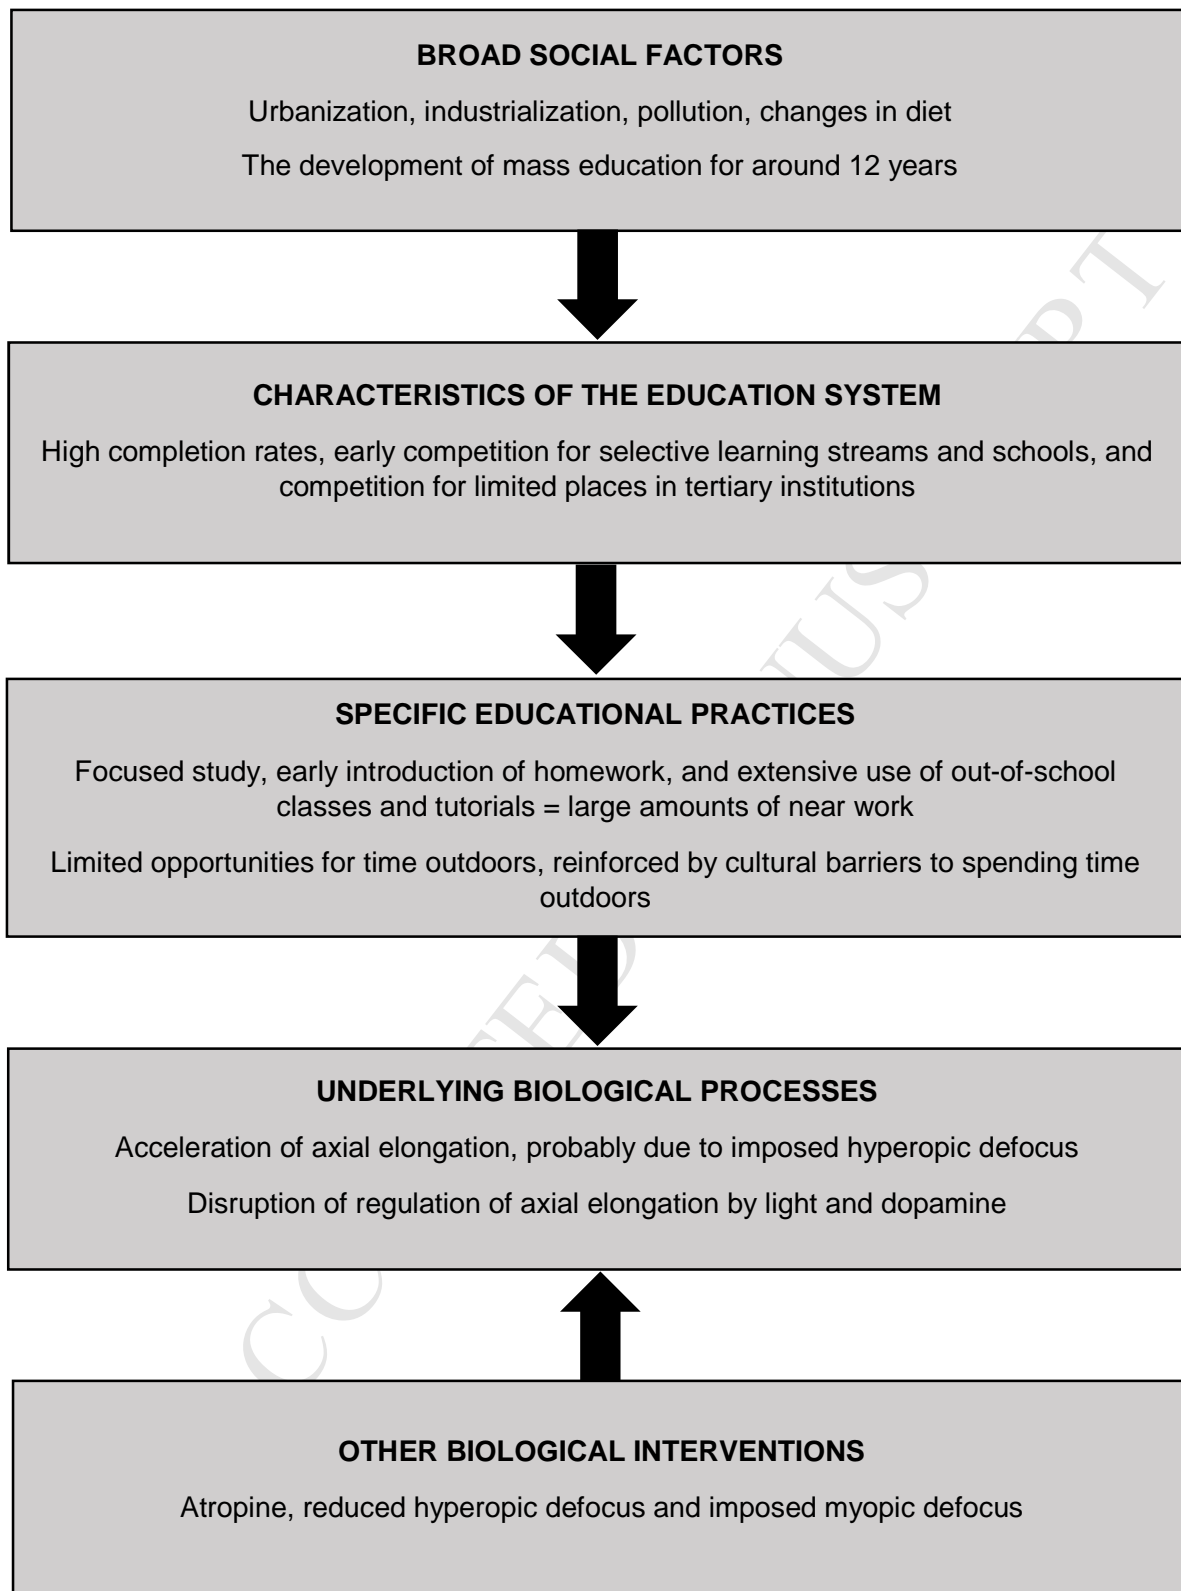 BROAD SOCIAL FACTORS
Urbanization, industrialization, pollution, changes in diet
The development of mass education for around 12 years
CHARACTERISTICS OF THE EDUCATION SYSTEM
High completion rates, early competition for selective learning streams and schools, and
competition for limited places in tertiary institutions
SPECIFIC EDUCATIONAL PRACTICES
Focused study, early introduction of homework, and extensive use of out-of-school
classes and tutorials = large amounts of near work
Limited opportunities for time outdoors, reinforced by cultural barriers to spending time
outdoors
UNDERLYING BIOLOGICAL PROCESSES
Acceleration of axial elongation, probably due to imposed hyperopic defocus
Disruption of regulation of axial elongation by light and dopamine
OTHER BIOLOGICAL INTERVENTIONS
Atropine, reduced hyperopic defocus and imposed myopic defocus